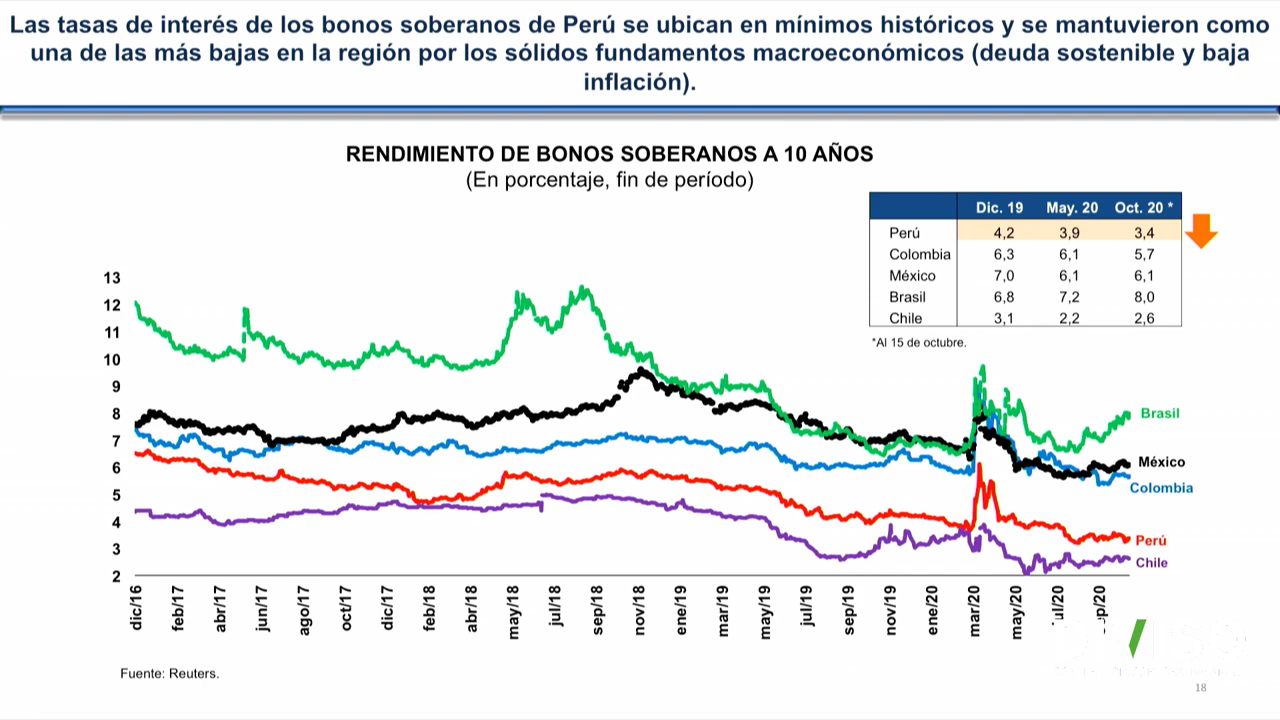 Las tasas de interés de los bonos soberanos de Perú se ubican en mínimos históricos y se mantuvieron como
una de las más bajas en la región por los sólidos fundamentos macroeconómicos (deuda sostenible y baja
inflación).
RENDIMIENTO DE BONOS SOBERANOS A 10 AÑOS
(En porcentaje, fin de período)
Dic. 19 May. 20 Oct. 20 *
Perú 4,2 3,9 3,4
Colombia 6,3 6,1 5,7
México 7,0 6,1 6,1
Brasil 6,8 7,2 8,0
Chile 3,1 2,2 2,6
*Al 15 de octubre.
13
12
11
10
9
8
7
6
5
4
3
2
Brasil
México
Colombia
Perú
Chile
dic/16 feb/17 abr/17 jun/17 ago/17 oct/17 dic/17 feb/18 abr/18 may/18 jul/18 sep/18 nov/18 ene/19 mar/19 may/19 jul/19 sep/19 nov/19 ene/20 mar/20 may/20 jul/20 sep/20
Fuente: Reuters.
18